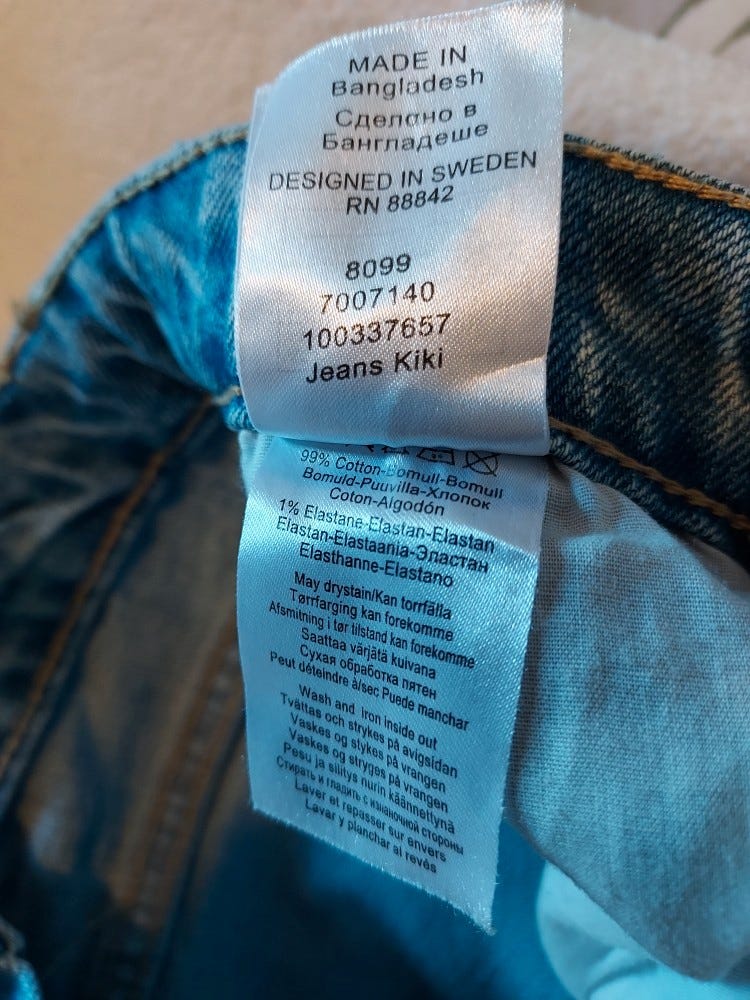 MADE IN
Bangladesh
Сделано в
Бангладеше
DESIGNED IN SWEDEN
RN 88842
8099
7007140
100337657
Jeans Kiki
99% Cotton-Bomull-Bomull
Bomuld-Puuvilla-Хлопок
Coton-Algodón
1% Elastane-Elastan-Elastan
Elastan-Elastaania-Эластан
Elasthanne-Elastano
May drystain/Kan torrfälla
Tørrfarging kan forekomme
Afsmitning i tør tilstand kan forekomme
Saattaa värjätä kuivana
Сухая обработка пятен
Peut déteindre à/sec Puede manchar
Wash and Iron inside out
Tvättas och strykes på avigsidan
Vaskes og stykes på vrangen
Vaskes og stryges på vrangen
Pesu ja silitys nurin käännettynä
Стирать и гладить с изнаночной стороны
Laver et repasser sur envers
Lavar y planchar al revés